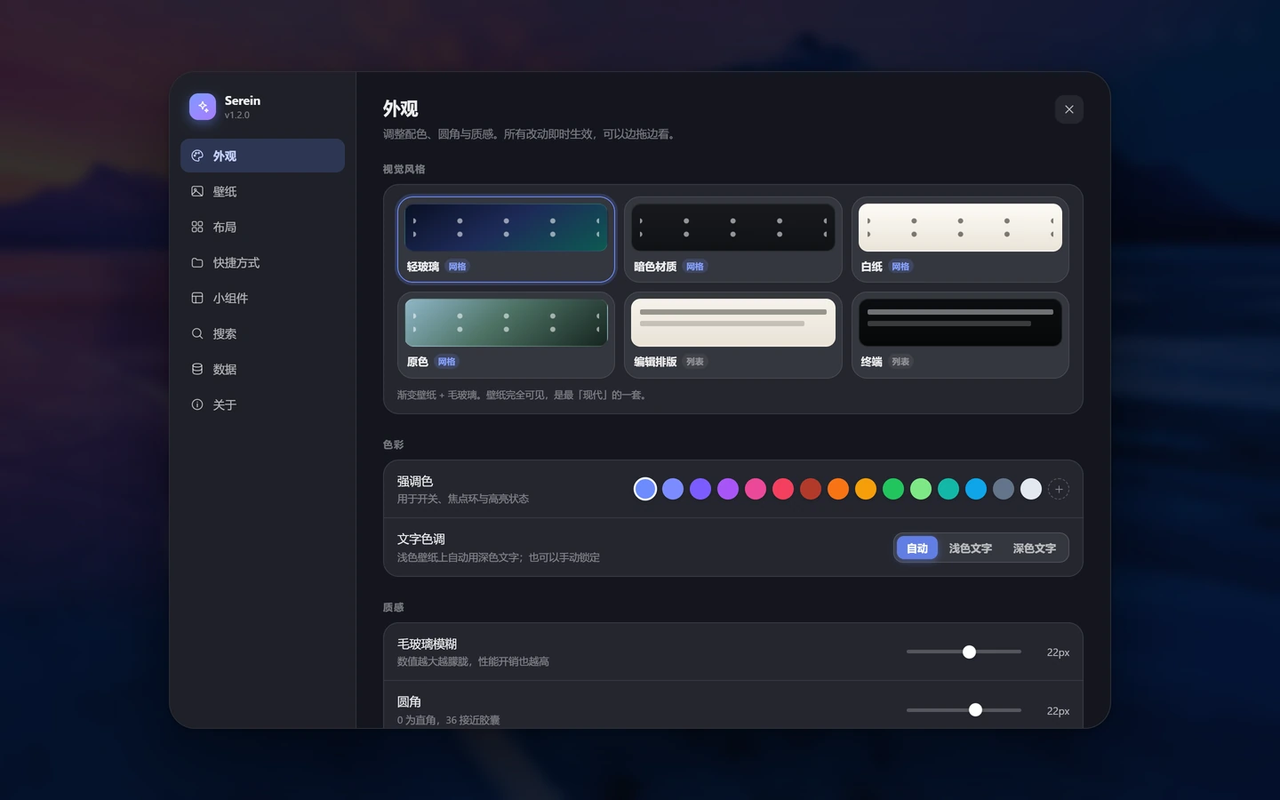 Serein
v1.2.0
外观
壁纸
布局
快捷方式
小组件
搜索
数据
关于
外观
调整配色、圆角与质感。所有改动即时生效，可以边拖边看。
视觉风格
轻玻璃 网格
暗色材质 网格
白纸 网格
原色 网格
编辑排版 列表
终端 列表
渐变壁纸 + 毛玻璃。壁纸完全可见，是最「现代」的一套。
色彩
强调色
用于开关、焦点环与高亮状态
文字色调
浅色壁纸上自动用深色文字；也可以手动锁定
自动 浅色文字 深色文字
质感
毛玻璃模糊
数值越大越朦胧，性能开销也越高
22px
圆角
0 为直角，36 接近胶囊
22px